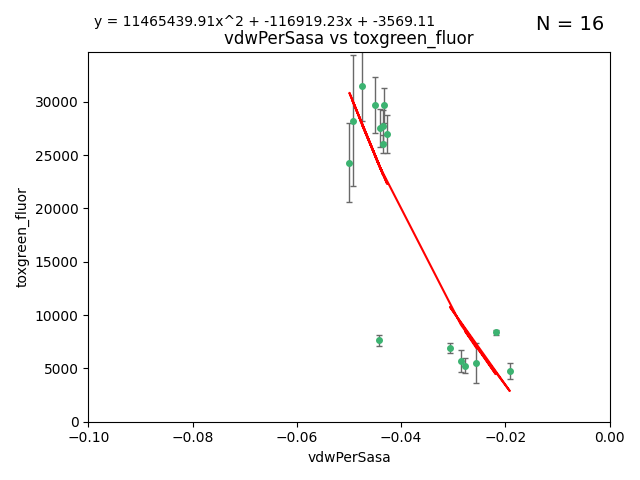 y = 11465439.91x^2 + -116919.23x + -3569.11
N = 16
vdwPerSasa vs toxgreen_fluor
toxgreen_fluor
30000
25000
20000
15000
10000
5000
0
−0.10
−0.08
−0.06
−0.04
−0.02
0.00
vdwPerSasa